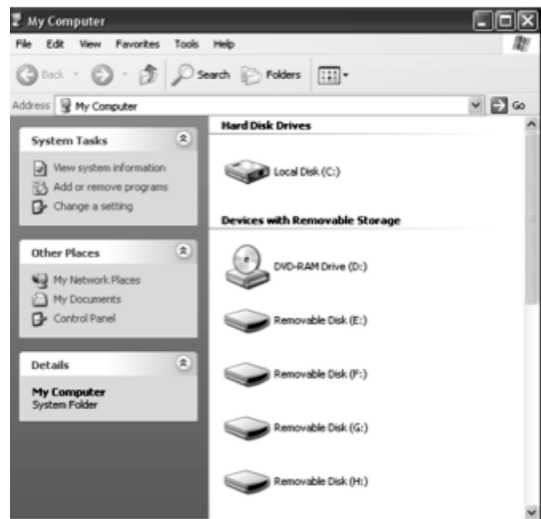 My Computer
File Edit View Favorites Tools Help
Back Search Folders
Address My Computer Go
System Tasks
View system information
Add or remove programs
Change a setting
Other Places
My Network Places
My Documents
Control Panel
Details
My Computer
System Folder
Hard Disk Drives
Local Disk (C:)
Devices with Removable Storage
DVD-RAM Drive (D:)
Removable Disk (E:)
Removable Disk (F:)
Removable Disk (G:)
Removable Disk (H:)